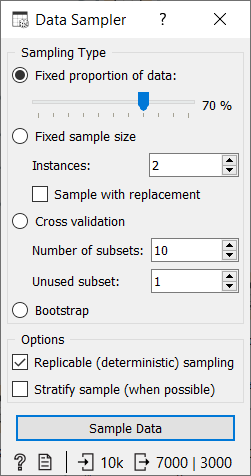 Data Sampler
Sampling Type
Fixed proportion of data:
70 %
Fixed sample size
Instances: 2
Sample with replacement
Cross validation
Number of subsets: 10
Unused subset: 1
Bootstrap
Options
Replicable (deterministic) sampling
Stratify sample (when possible)
Sample Data
? 10k 7000 | 3000